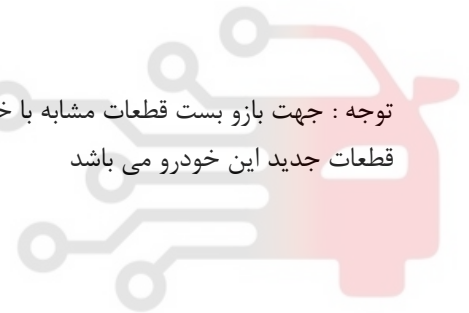 توجه : جهت بازو بست قطعات مشابه با
قطعات جدید این خودرو می باشد